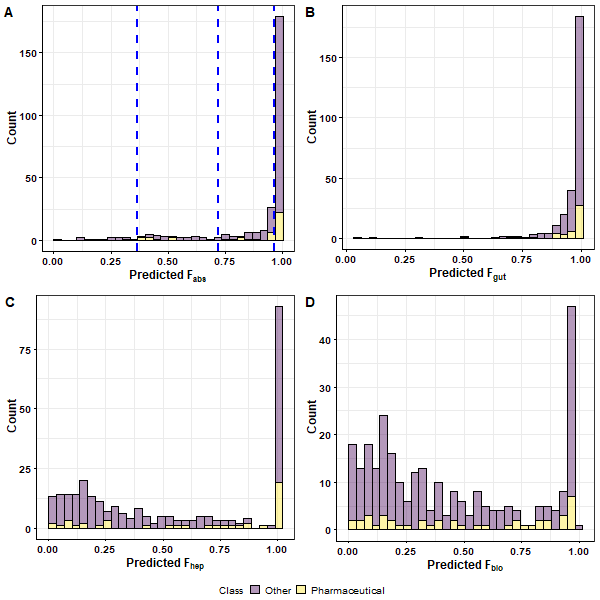 A
Count
150
100
50
0
0.00 0.25 0.50 0.75 1.00
Predicted Fabs
B
Count
150
100
50
0
0.00 0.25 0.50 0.75 1.00
Predicted Fgut
C
Count
75
50
25
0
0.00 0.25 0.50 0.75 1.00
Predicted Fhep
D
Count
40
30
20
10
0
0.00 0.25 0.50 0.75 1.00
Predicted Fbio
Class Other Pharmaceutical